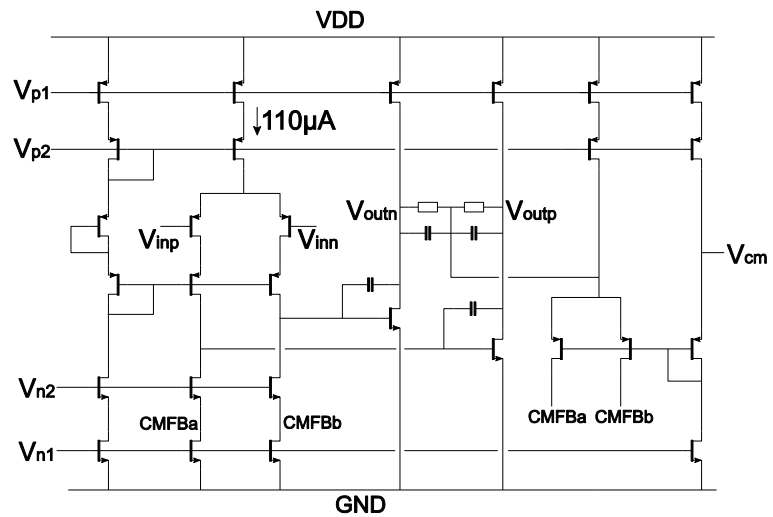 VDD
Vp1
110μA
Vp2
Voutn
Voutp
Vinp
Vinn
Vcm
Vn2
CMFBa
CMFBb
CMFBa
CMFBb
Vn1
GND